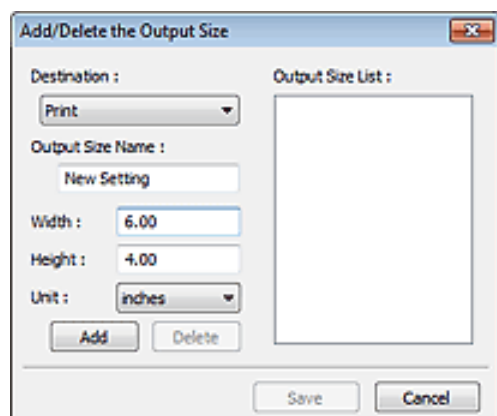 Add/Delete the Output Size
Destination :
Print
Output Size Name :
New Setting
Width :
6.00
Height :
4.00
Unit :
inches
Add
Delete
Output Size List :
Save
Cancel